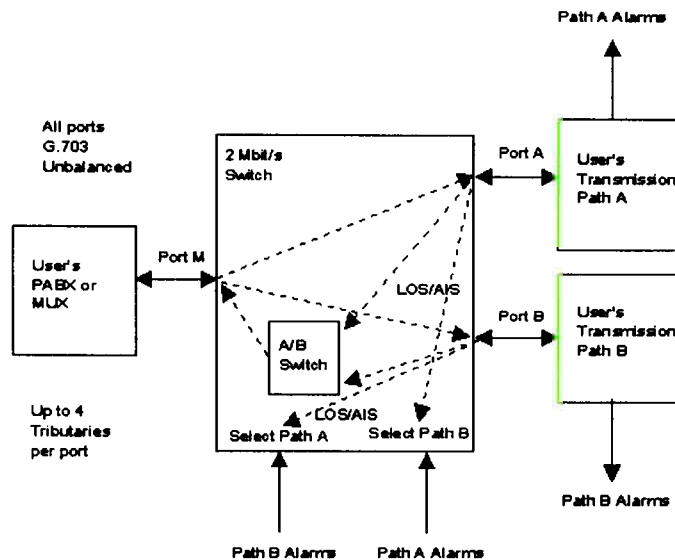 Path A Alarms
All ports
G.703
Unbalanced
2 Mbit/s
Switch
Port A
User's
Transmission
Path A
User's
PABX or
MUX
Port M
LOS/AIS
Port B
User's
Transmission
Path B
A/B
Switch
LOS/AIS
Select Path A
Select Path B
Up to 4
Tributaries
per port
Path B Alarms
Path B Alarms
Path A Alarms